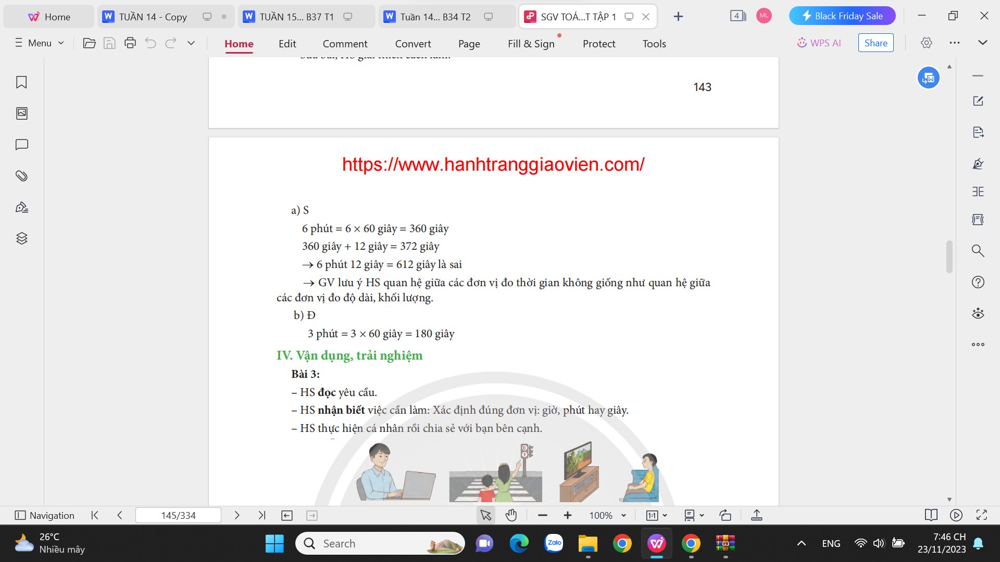 Home
TUẦN 14 - Copy
TUẦN 15... B37 T1
Tuần 14... B34 T2
SGV TOÁ...T TẬP 1
4
ML
Black Friday Sale
Menu
Home
Edit
Comment
Convert
Page
Fill & Sign
Protect
Tools
WPS AI
Share
143
https://www.hanhtranggiaovien.com/
a) S
6 phút = 6 × 60 giây = 360 giây
360 giây + 12 giây = 372 giây
→ 6 phút 12 giây = 612 giây là sai
→ GV lưu ý HS quan hệ giữa các đơn vị đo thời gian không giống như quan hệ giữa
các đơn vị đo độ dài, khối lượng.
b) Đ
3 phút = 3 × 60 giây = 180 giây
IV. Vận dụng, trải nghiệm
Bài 3:
– HS đọc yêu cầu.
– HS nhận biết việc cần làm: Xác định đúng đơn vị: giờ, phút hay giây.
– HS thực hiện cá nhân rồi chia sẻ với bạn bên cạnh.
Navigation
145/334
100%
1:1
26°C
Nhiều mây
Search
Zalo
ENG
7:46 CH
23/11/2023